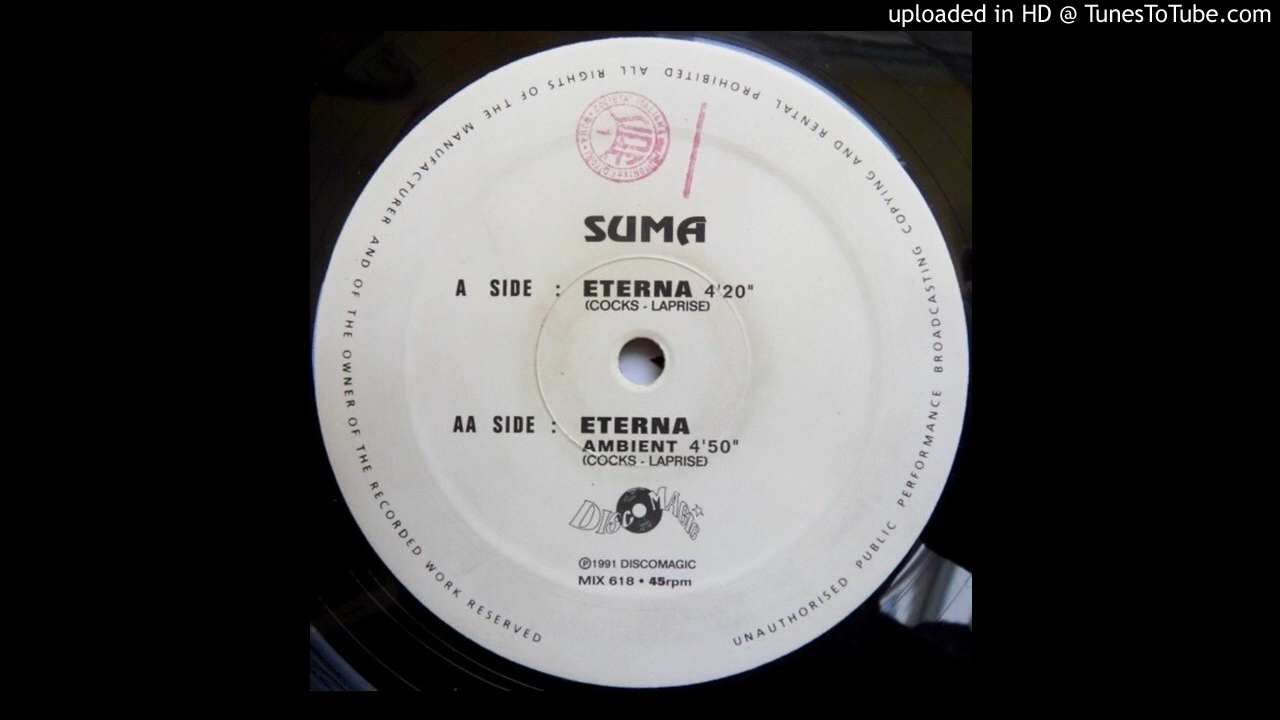 uploaded in HD @ TunesToTube.com
UNAUTHORISED PUBLIC PERFORMANCE BROADCASTING COPYING AND RENTAL PROHIBITED ALL RIGHTS OF THE MANUFACTURER AND OF THE OWNER OF THE RECORDED WORK RESERVED
SOCIETA' ITALIANA
SUMA
A SIDE : ETERNA 4'20"
(COCKS - LAPRISE)
AA SIDE : ETERNA
AMBIENT 4'50"
(COCKS - LAPRISE)
DISCOMAGIC
℗1991 DISCOMAGIC
MIX 618 • 45rpm